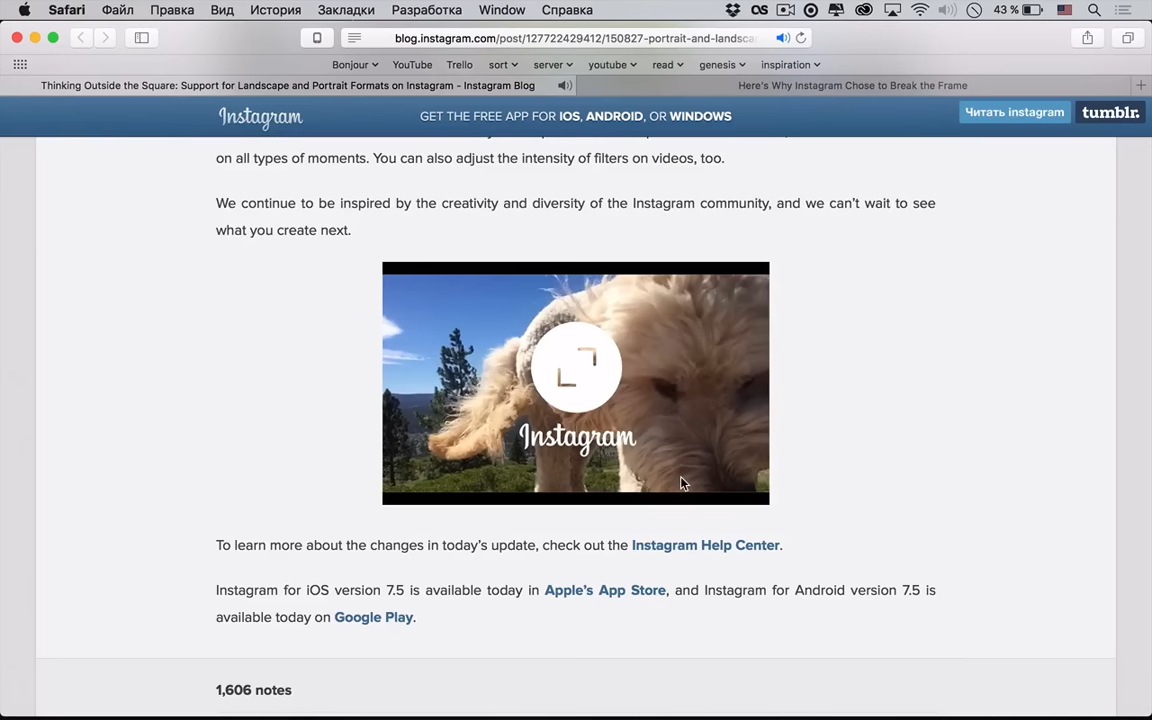 Safari Файл Правка Вид История Закладки Разработка Window Справка 43 %
blog.instagram.com/post/127722429412/150827-portrait-and-landsca
Bonjour YouTube Trello sort server youtube read genesis inspiration
Thinking Outside the Square: Support for Landscape and Portrait Formats on Instagram - Instagram Blog
Here's Why Instagram Chose to Break the Frame
Instagram GET THE FREE APP FOR IOS, ANDROID, OR WINDOWS Читать instagram tumblr.
on all types of moments. You can also adjust the intensity of filters on videos, too.
We continue to be inspired by the creativity and diversity of the Instagram community, and we can't wait to see
what you create next.
Instagram
To learn more about the changes in today's update, check out the Instagram Help Center.
Instagram for iOS version 7.5 is available today in Apple's App Store, and Instagram for Android version 7.5 is
available today on Google Play.
1,606 notes